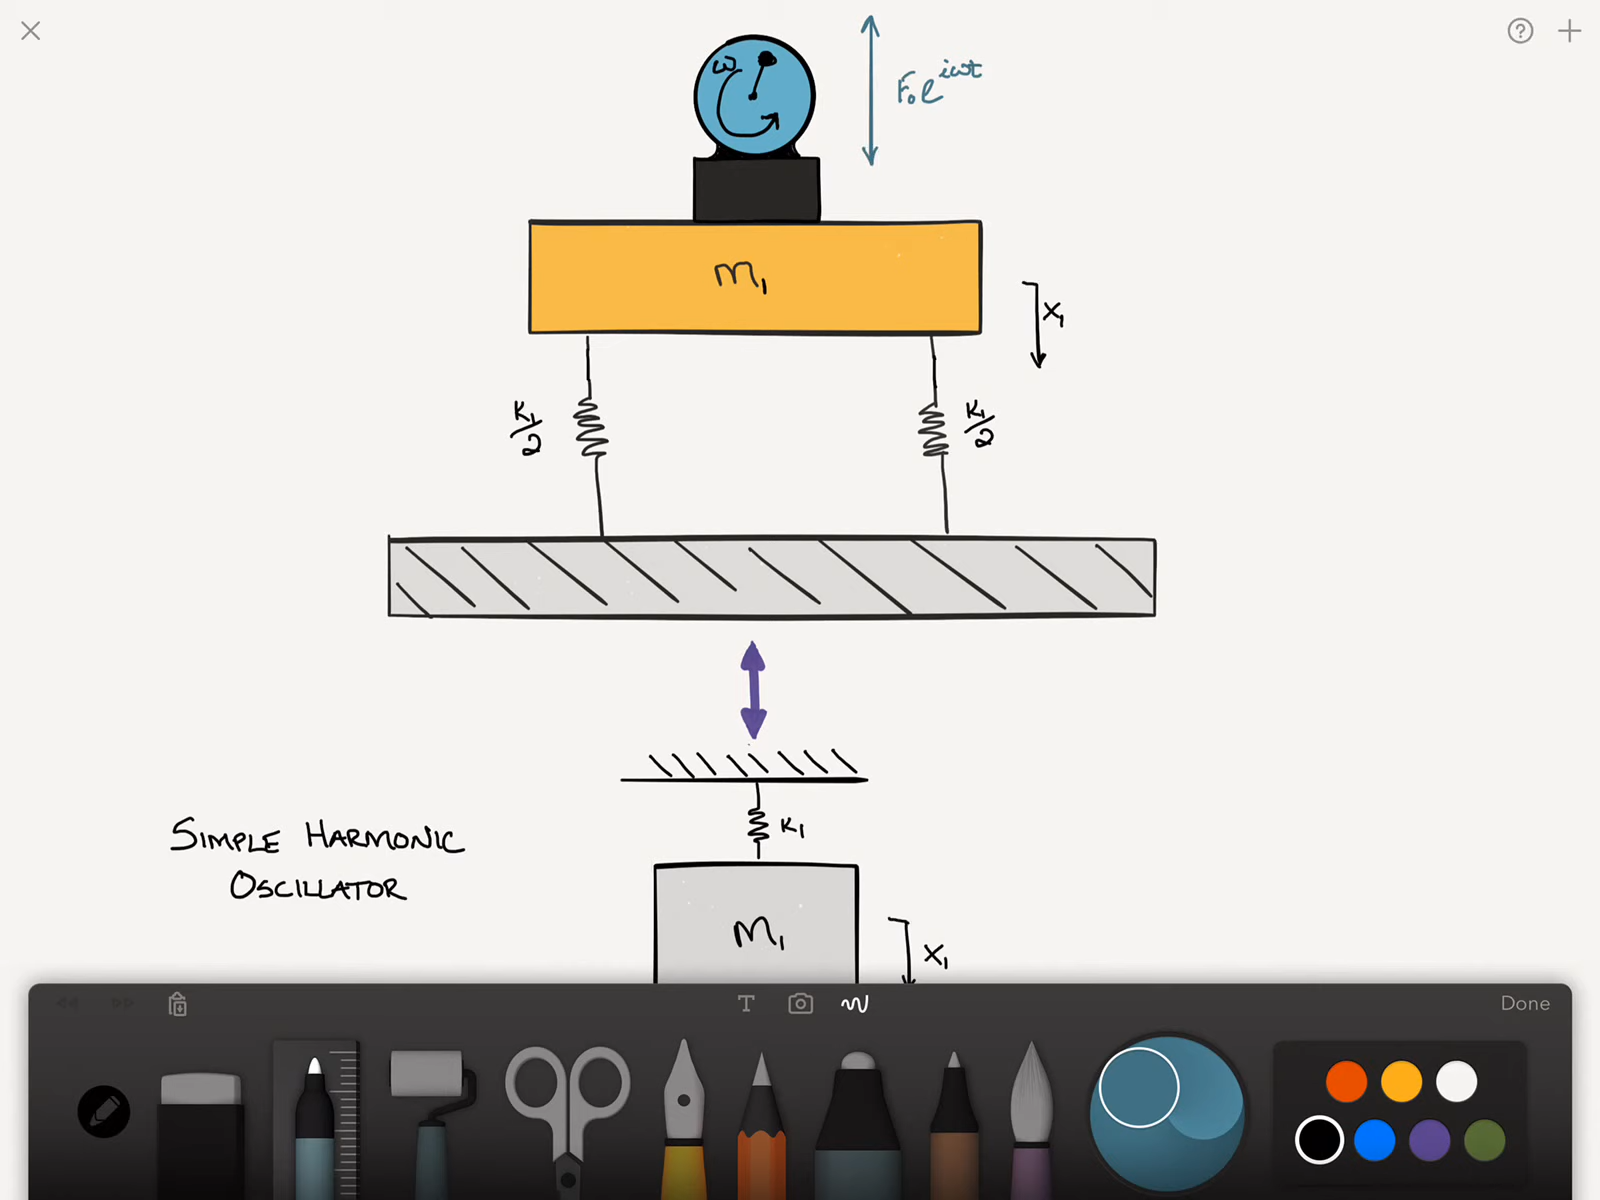 ω
F₀e^{iωt}
m₁
x₁
K₁/2
K₁/2
K₁
SIMPLE HARMONIC
OSCILLATOR
m₁
x₁
T
Done